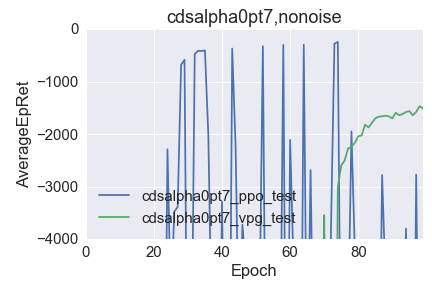 cdsalpha0pt7,nonoise
0
−1000
−2000
−3000
−4000
AverageEpRet
cdsalpha0pt7_ppo_test
cdsalpha0pt7_vpg_test
0 20 40 60 80
Epoch